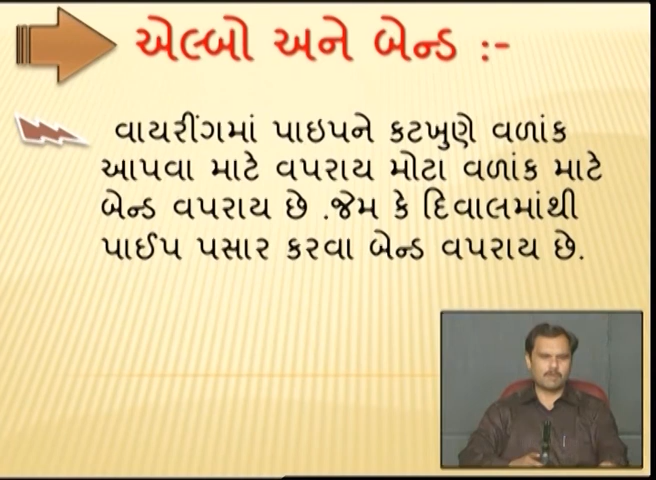 એલ્બો અને બેન્ડ :-
વાયરીંગમાં પાઇપને કટખુણે વળાંક
આપવા માટે વપરાય મોટા વળાંક માટે
બેન્ડ વપરાય છે .જેમ કે દિવાલમાંથી
પાઈપ પસાર કરવા બેન્ડ વપરાય છે.